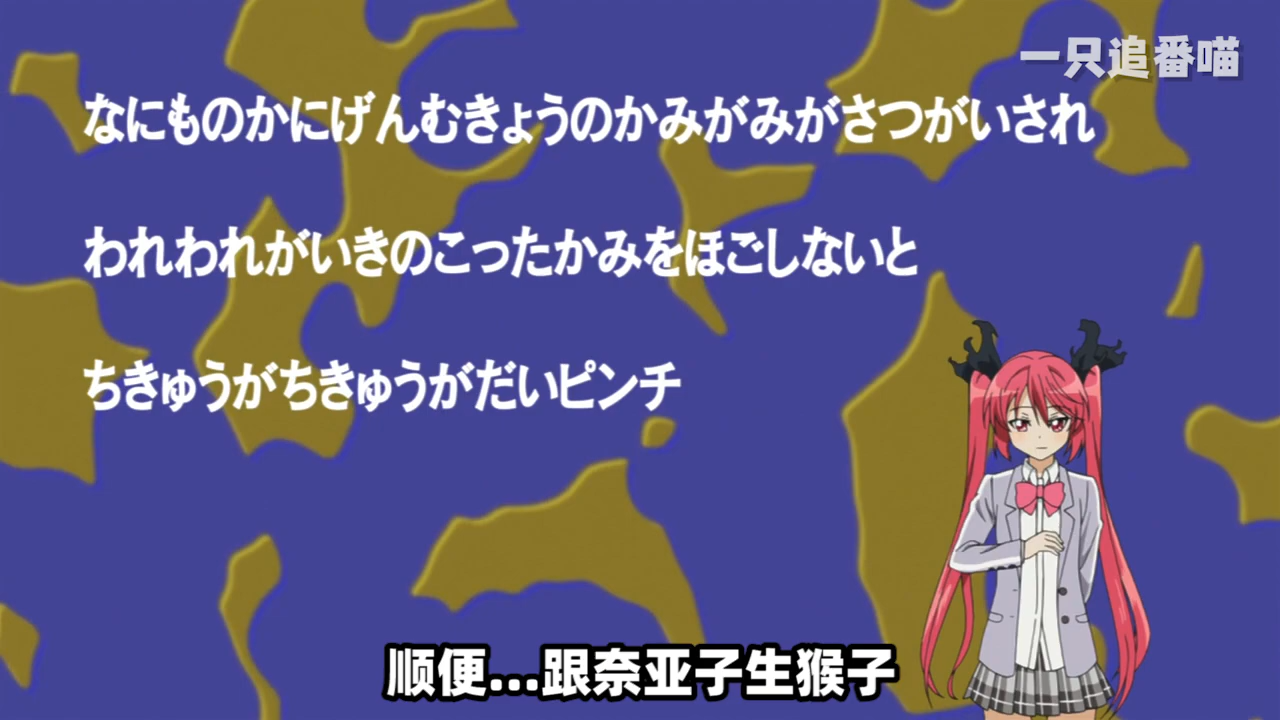 一只追番喵
なにものかにげんむきょうのかみがみがさつがいされ
われわれがいきのこったかみをほごしないと
ちきゅうがちきゅうがだいピンチ
顺便...跟奈亚子生猴子